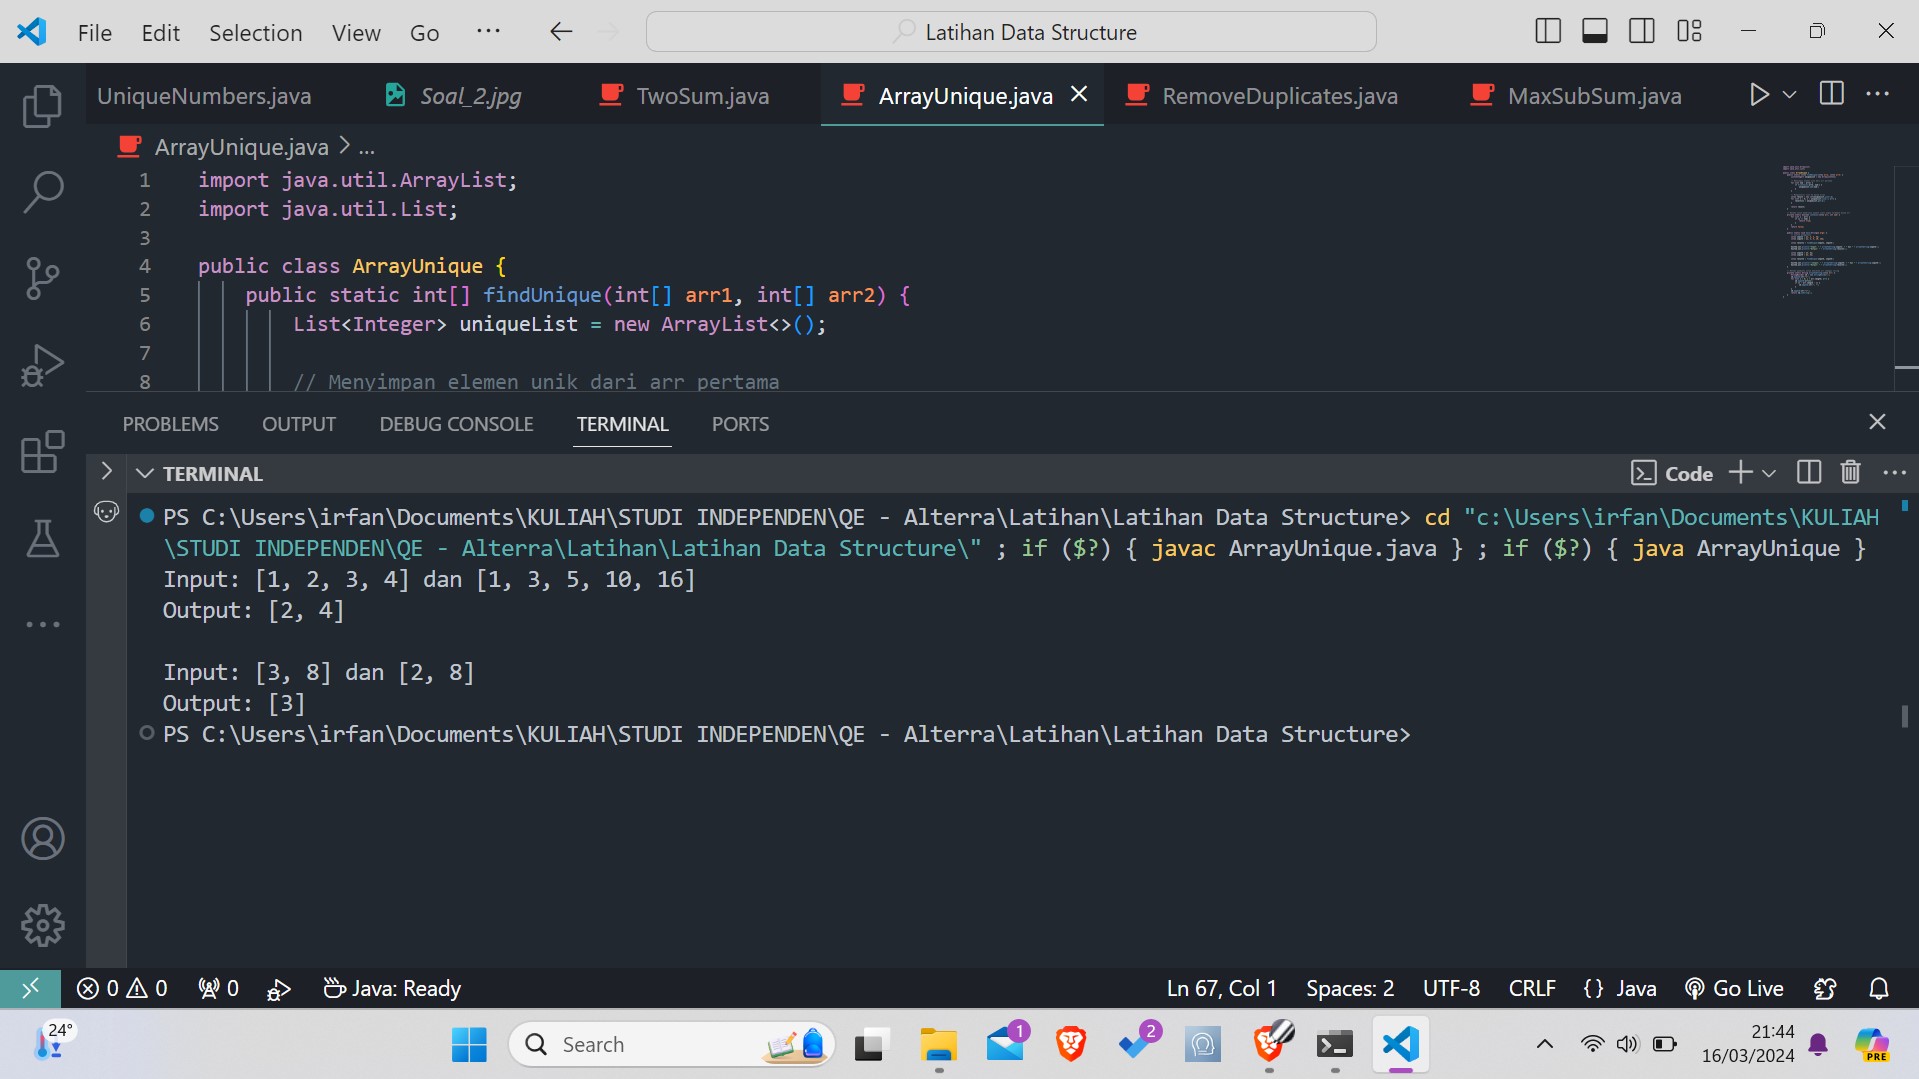 File Edit Selection View Go ··· Latihan Data Structure
UniqueNumbers.java Soal_2.jpg TwoSum.java ArrayUnique.java RemoveDuplicates.java MaxSubSum.java
ArrayUnique.java > ...
1 import java.util.ArrayList;
2 import java.util.List;
3
4 public class ArrayUnique {
5 public static int[] findUnique(int[] arr1, int[] arr2) {
6 List<Integer> uniqueList = new ArrayList<>();
7
8 // Menyimpan elemen unik dari arr pertama
PROBLEMS OUTPUT DEBUG CONSOLE TERMINAL PORTS
TERMINAL Code
PS C:\Users\irfan\Documents\KULIAH\STUDI INDEPENDEN\QE - Alterra\Latihan\Latihan Data Structure> cd "c:\Users\irfan\Documents\KULIAH
\STUDI INDEPENDEN\QE - Alterra\Latihan\Latihan Data Structure\" ; if ($?) { javac ArrayUnique.java } ; if ($?) { java ArrayUnique }
Input: [1, 2, 3, 4] dan [1, 3, 5, 10, 16]
Output: [2, 4]
Input: [3, 8] dan [2, 8]
Output: [3]
PS C:\Users\irfan\Documents\KULIAH\STUDI INDEPENDEN\QE - Alterra\Latihan\Latihan Data Structure>
0 0 0 Java: Ready Ln 67, Col 1 Spaces: 2 UTF-8 CRLF {} Java Go Live
24° Search 1 2 21:44
16/03/2024 PRE